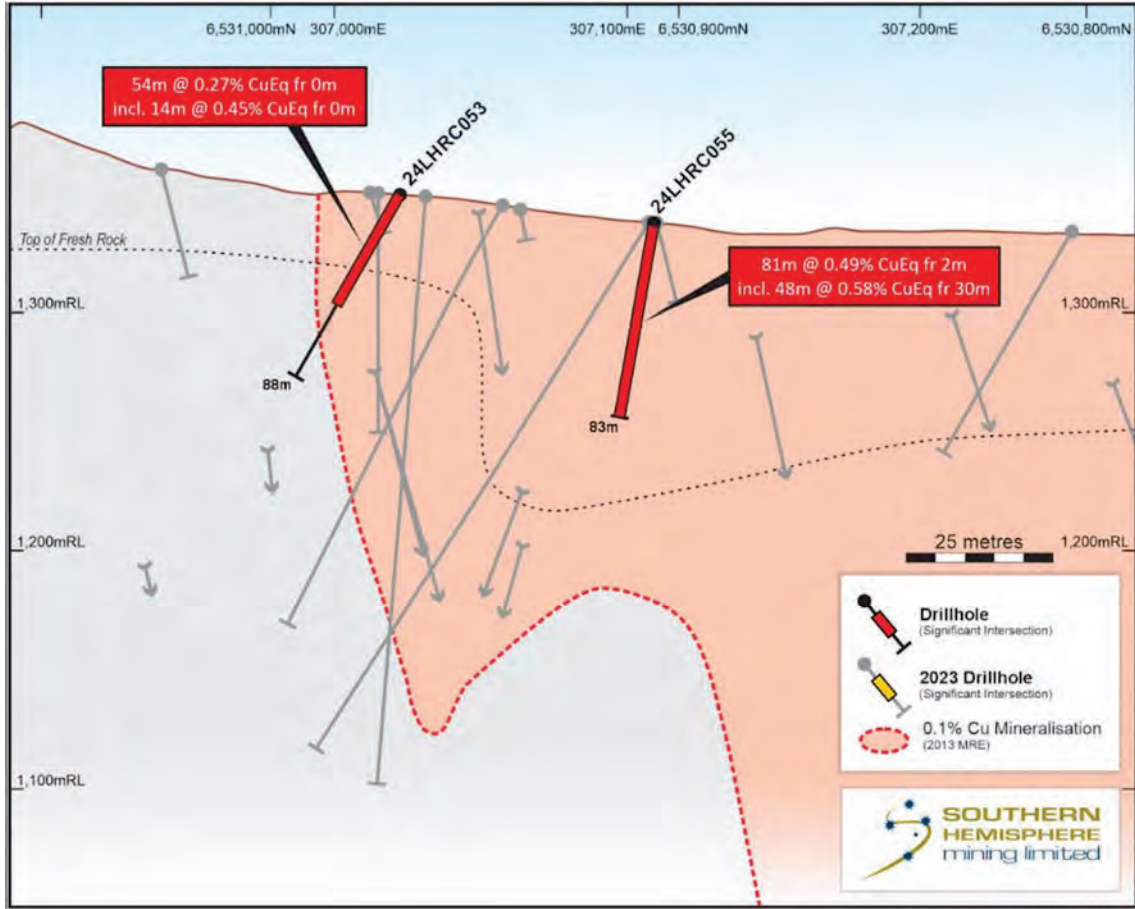 6,531,000mN 307,000mE 307,100mE 6,530,900mN 307,200mE 6,530,800mN
54m @ 0.27% CuEq fr 0m
incl. 14m @ 0.45% CuEq fr 0m
24LHRC053
24LHRC055
Top of Fresh Rock
81m @ 0.49% CuEq fr 2m
incl. 48m @ 0.58% CuEq fr 30m
1,300mRL
1,300mRL
88m
83m
1,200mRL
1,200mRL
25 metres
Drillhole
(Significant Intersection)
2023 Drillhole
(Significant Intersection)
0.1% Cu Mineralisation
(2013 MRE)
1,100mRL
SOUTHERN
HEMISPHERE
mining limited